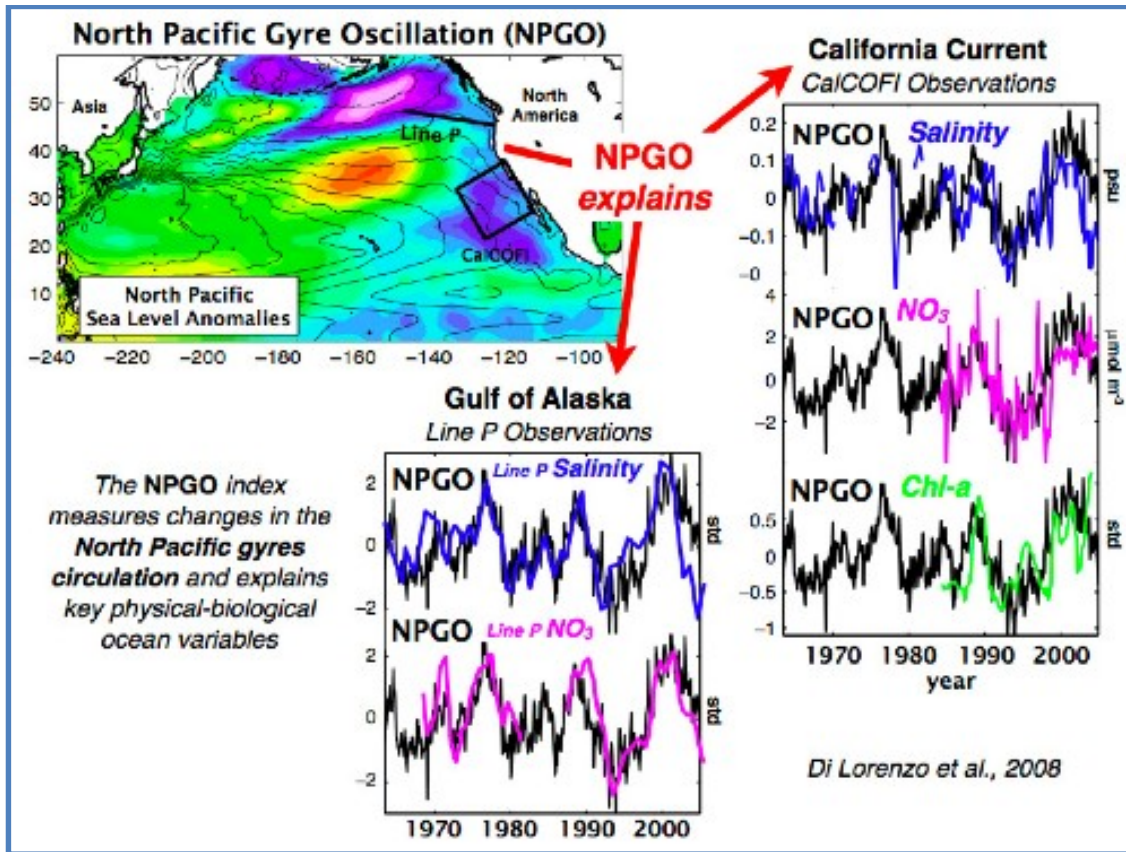 North Pacific Gyre Oscillation (NPGO)
Asia
North
America
Line P
CalCOFI
North Pacific
Sea Level Anomalies
50
40
30
20
10
−240 −220 −200 −180 −160 −140 −120 −100
NPGO
explains
California Current
CalCOFI Observations
NPGO Salinity
0.2
0.1
0
−0.1
−0
psu
NPGO NO₃
4
2
0
−2
μmol m⁻³
NPGO Chl-a
0.5
0
−0.5
−1
std
1970 1980 1990 2000
year
Gulf of Alaska
Line P Observations
NPGO Line P Salinity
2
0
−2
std
NPGO Line P NO₃
2
0
−2
std
1970 1980 1990 2000
The NPGO index
measures changes in the
North Pacific gyres
circulation and explains
key physical-biological
ocean variables
Di Lorenzo et al., 2008